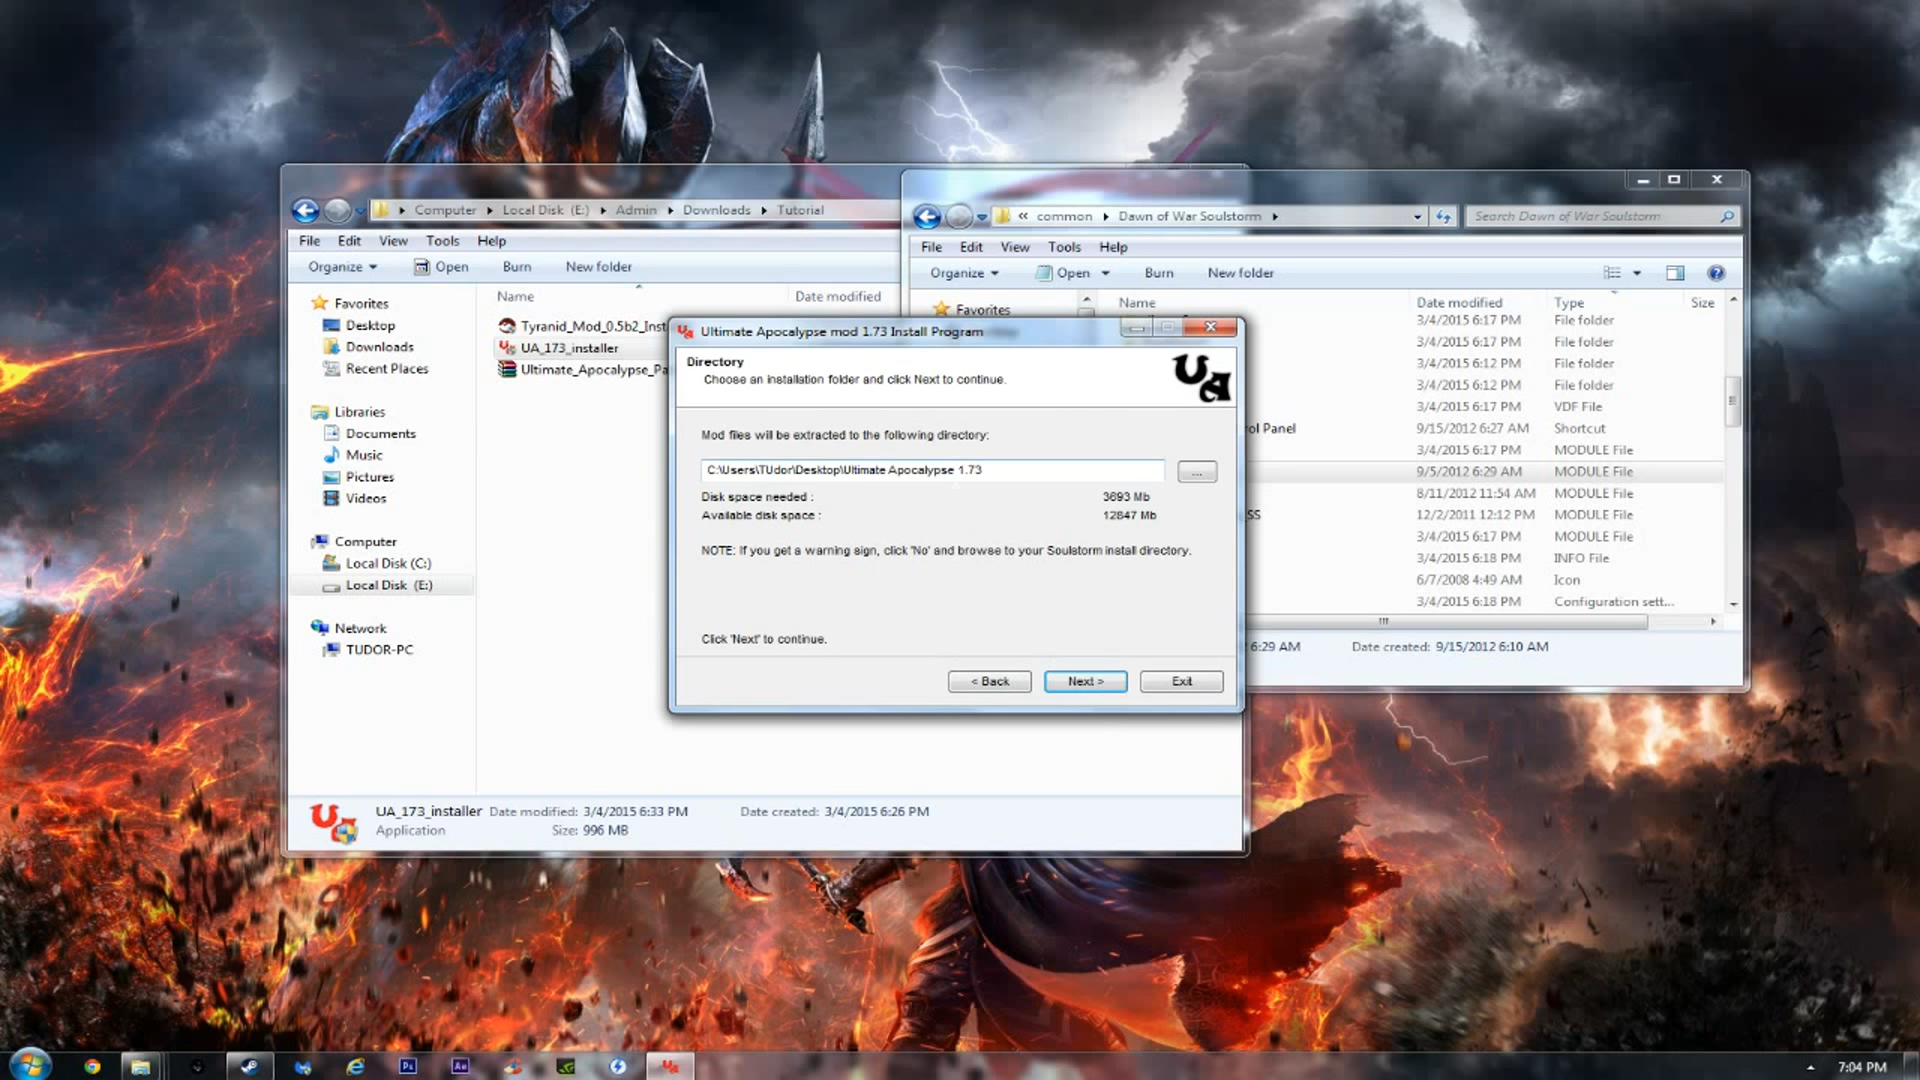 Computer Local Disk (E:) Admin Downloads Tutorial
File Edit View Tools Help
Organize Open Burn New folder
Favorites
Desktop
Downloads
Recent Places
Libraries
Documents
Music
Pictures
Videos
Computer
Local Disk (C:)
Local Disk (E:)
Network
TUDOR-PC
Name Date modified
Tyranid_Mod_0.5b2_Inst
UA_173_installer
Ultimate_Apocalypse_Pa
UA_173_installer Date modified: 3/4/2015 6:33 PM Date created: 3/4/2015 6:26 PM
Application Size: 996 MB
« common Dawn of War Soulstorm Search Dawn of War Soulstorm
File Edit View Tools Help
Organize Open Burn New folder
Favorites
Name Date modified Type Size
3/4/2015 6:17 PM File folder
3/4/2015 6:17 PM File folder
3/4/2015 6:12 PM File folder
3/4/2015 6:12 PM File folder
3/4/2015 6:17 PM VDF File
rol Panel 9/15/2012 6:27 AM Shortcut
3/4/2015 6:17 PM MODULE File
9/5/2012 6:29 AM MODULE File
8/11/2012 11:54 AM MODULE File
_SS 12/2/2011 12:12 PM MODULE File
3/4/2015 6:17 PM MODULE File
3/4/2015 6:18 PM INFO File
6/7/2008 4:49 AM Icon
3/4/2015 6:18 PM Configuration sett...
6:29 AM Date created: 9/15/2012 6:10 AM
Ultimate Apocalypse mod 1.73 Install Program
Directory
Choose an installation folder and click Next to continue.
UA
Mod files will be extracted to the following directory:
C:\Users\TUdor\Desktop\Ultimate Apocalypse 1.73
...
Disk space needed : 3693 Mb
Available disk space : 12847 Mb
NOTE: If you get a warning sign, click 'No' and browse to your Soulstorm install directory.
Click 'Next' to continue.
< Back Next > Exit
Ps Ae 7:04 PM